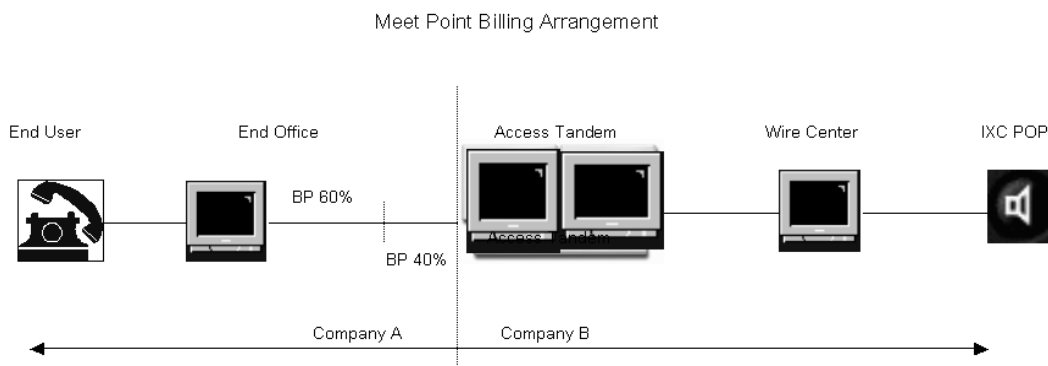 Meet Point Billing Arrangement
End User
End Office
Access Tandem
Wire Center
IXC POP
BP 60%
Access Tandem
BP 40%
Company A
Company B